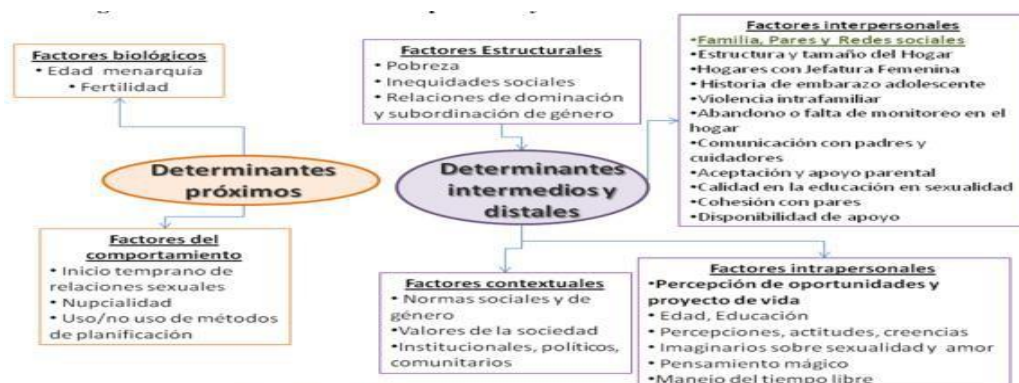 Factores biológicos
• Edad menarquía
• Fertilidad
Determinantes
próximos
Factores del
comportamiento
• Inicio temprano de
relaciones sexuales
• Nupcialidad
• Uso/no uso de métodos
de planificación
Factores Estructurales
• Pobreza
• Inequidades sociales
• Relaciones de dominación
y subordinación de género
Determinantes
intermedios y
distales
Factores interpersonales
•Familia, Pares y Redes sociales
•Estructura y tamaño del Hogar
•Hogares con Jefatura Femenina
•Historia de embarazo adolescente
•Violencia intrafamiliar
•Abandono o falta de monitoreo en el
hogar
•Comunicación con padres y
cuidadores
•Aceptación y apoyo parental
•Calidad en la educación en sexualidad
•Cohesión con pares
•Disponibilidad de apoyo
Factores contextuales
• Normas sociales y de
género
•Valores de la sociedad
•Institucionales, políticos,
comunitarios
Factores intrapersonales
•Percepción de oportunidades y
proyecto de vida
• Edad, Educación
• Percepciones, actitudes, creencias
• Imaginarios sobre sexualidad y amor
• Pensamiento mágico
•Manejo del tiempo libre